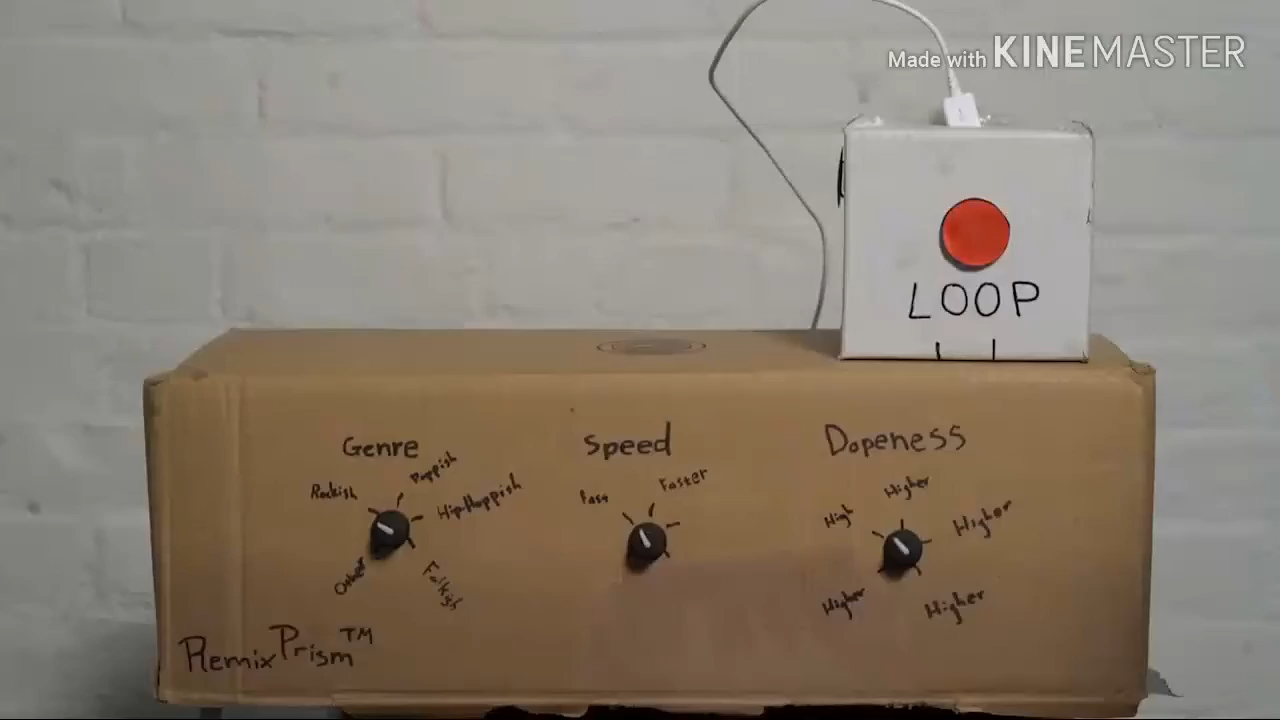 Made with KINEMASTER
LOOP
Genre
Rockish
Poppish
HipHoppish
Folkish
Other
Speed
Fast
Faster
Dopeness
High
Higher
Higher
Higher
Higher
RemixPrism™